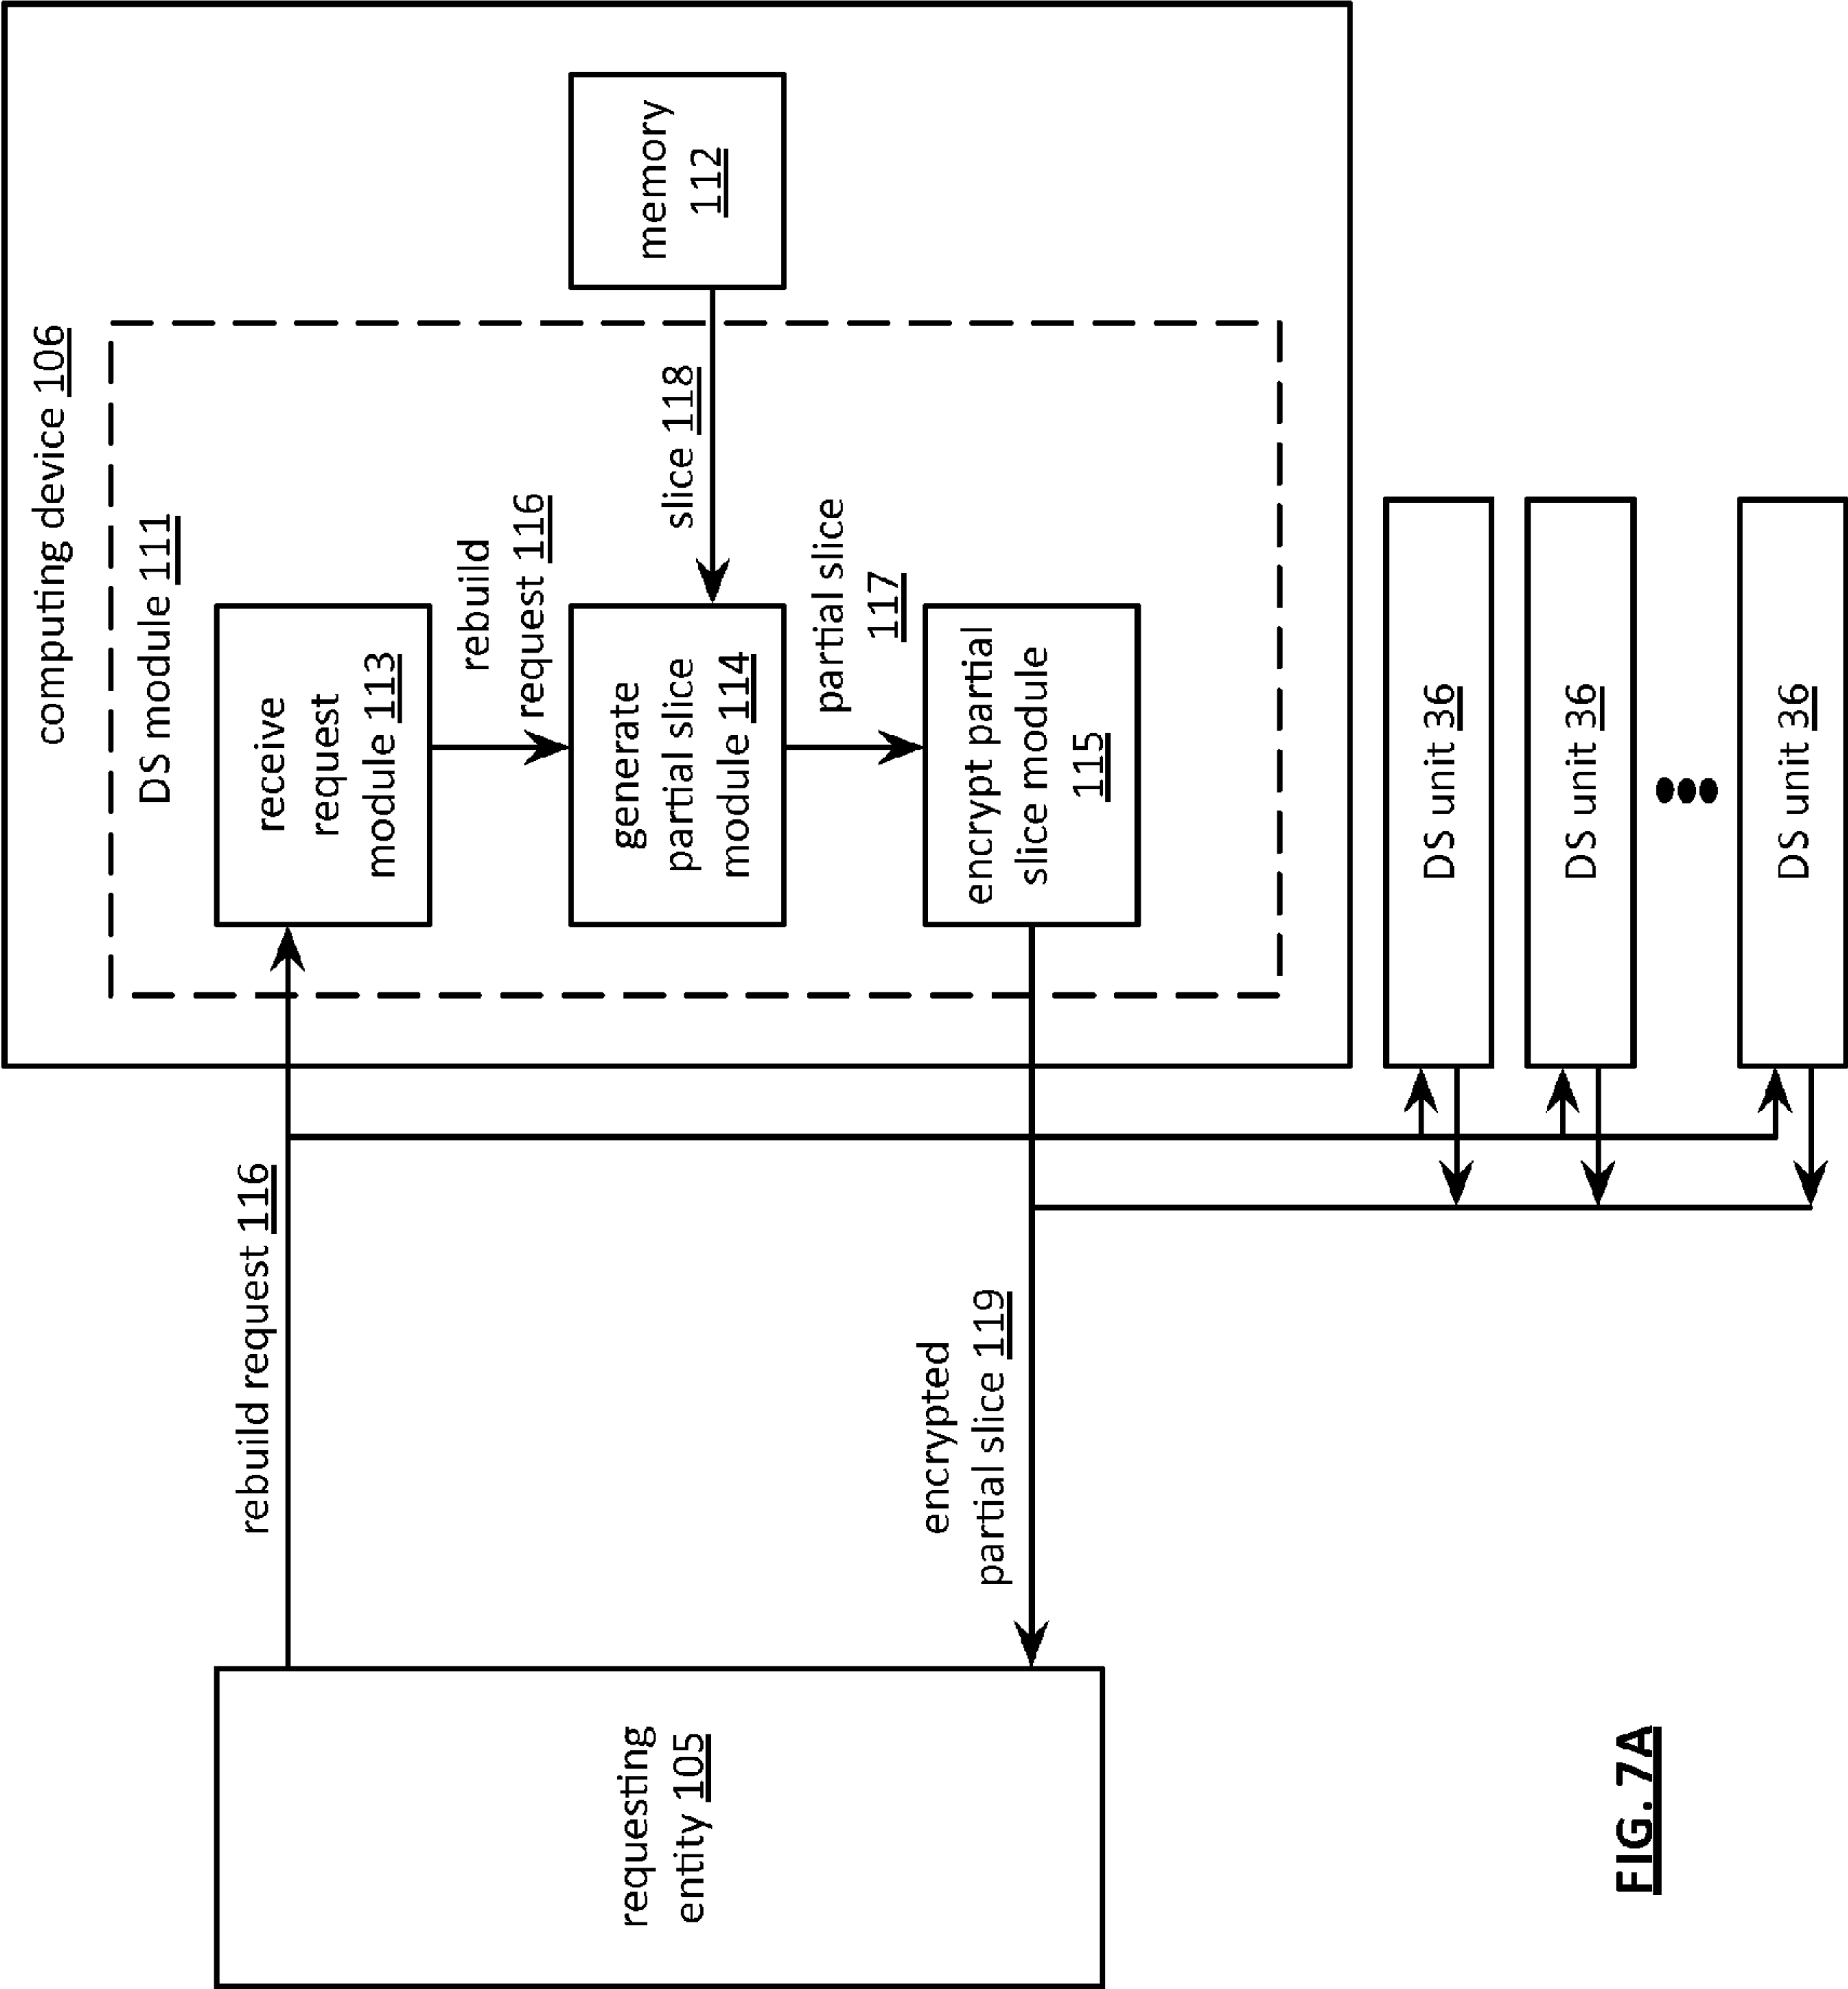 computing device 106
DS module 111
rebuild request 116
receive
request
module 113
rebuild
request 116
requesting
entity 105
generate
partial slice
module 114
slice 118
memory
112
partial slice
117
encrypted
partial slice 119
encrypt partial
slice module
115
DS unit 36
DS unit 36
DS unit 36
FIG. 7A